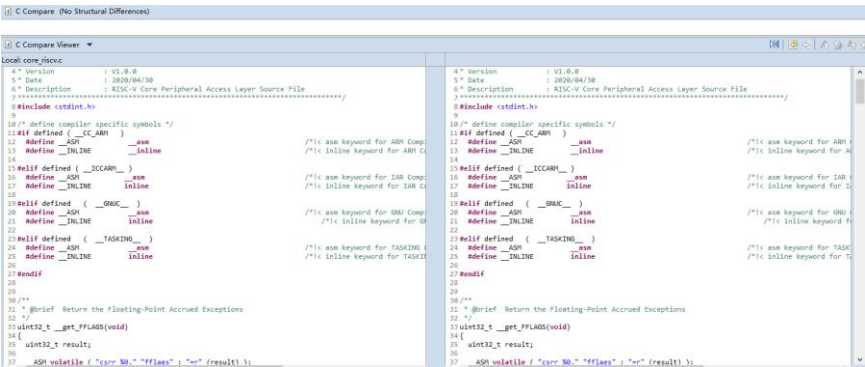 C Compare (No Structural Differences)
C Compare Viewer
Local: core_riscv.c
4 * Version : V1.0.0
5 * Date : 2020/04/30
6 * Description : RISC-V Core Peripheral Access Layer Source File
7 *******************************************************************************/
8 #include <stdint.h>
9
10 /* define compiler specific symbols */
11 #if defined ( __CC_ARM )
12 #define __ASM __asm /*!< asm keyword for ARM Comp:
13 #define __INLINE __inline /*!< inline keyword for ARM Co
14
15 #elif defined ( __ICCARM__ )
16 #define __ASM __asm /*!< asm keyword for IAR Comp:
17 #define __INLINE inline /*!< inline keyword for IAR Co
18
19 #elif defined ( __GNUC__ )
20 #define __ASM __asm /*!< asm keyword for GNU Comp:
21 #define __INLINE inline /*!< inline keyword for GN
22
23 #elif defined ( __TASKING__ )
24 #define __ASM __asm /*!< asm keyword for TASKING C
25 #define __INLINE inline /*!< inline keyword for TASKIN
26
27 #endif
28
29
30 /**
31 * @brief Return the Floating-Point Accrued Exceptions
32 */
33 uint32_t __get_FFLAGS(void)
34 {
35 uint32_t result;
36
37 __ASM volatile ( "csrr %0," "fflags" : "=r" (result) );
4 * Version : V1.0.0
5 * Date : 2020/04/30
6 * Description : RISC-V Core Peripheral Access Layer Source File
7 *******************************************************************************/
8 #include <stdint.h>
9
10 /* define compiler specific symbols */
11 #if defined ( __CC_ARM )
12 #define __ASM __asm /*!< asm keyword for ARM
13 #define __INLINE __inline /*!< inline keyword for
14
15 #elif defined ( __ICCARM__ )
16 #define __ASM __asm /*!< asm keyword for IAR
17 #define __INLINE inline /*!< inline keyword for
18
19 #elif defined ( __GNUC__ )
20 #define __ASM __asm /*!< asm keyword for GNU
21 #define __INLINE inline /*!< inline keyword
22
23 #elif defined ( __TASKING__ )
24 #define __ASM __asm /*!< asm keyword for TASK
25 #define __INLINE inline /*!< inline keyword for
26
27 #endif
28
29
30 /**
31 * @brief Return the Floating-Point Accrued Exceptions
32 */
33 uint32_t __get_FFLAGS(void)
34 {
35 uint32_t result;
36
37 __ASM volatile ( "csrr %0," "fflags" : "=r" (result) );